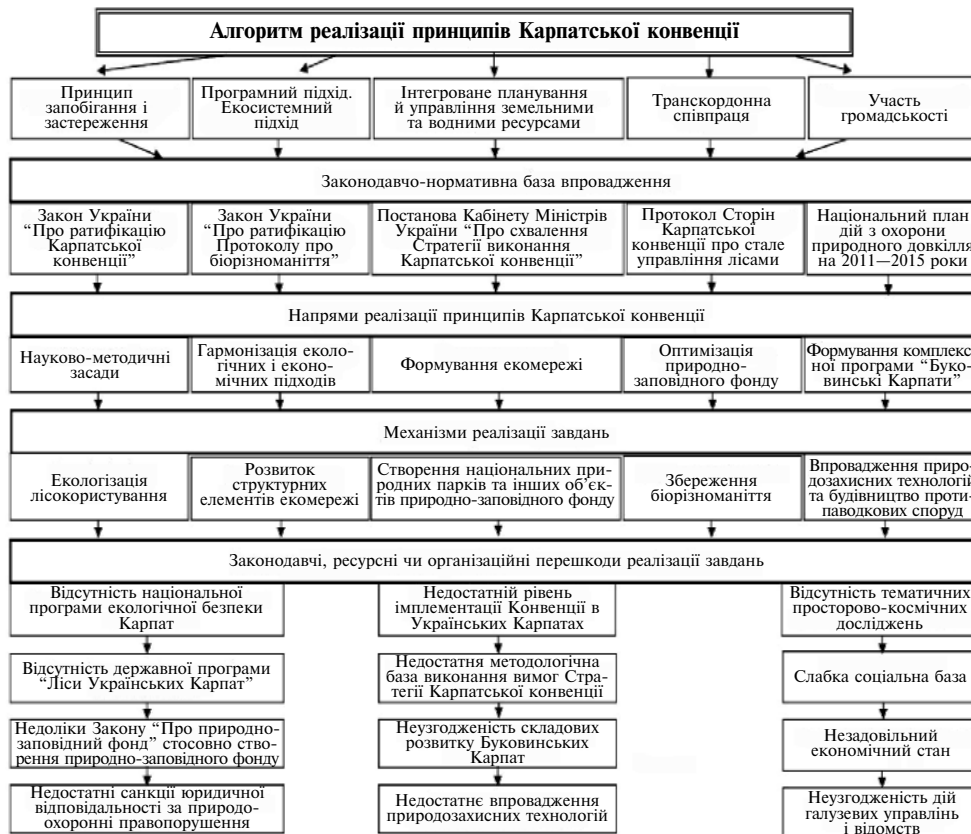 Алгоритм реалізації принципів Карпатської конвенції
Принцип
запобігання і
застереження
Програмний підхід.
Екосистемний
підхід
Інтегроване планування
й управління земельними
та водними ресурсами
Транскордонна
співпраця
Участь
громадськості
Законодавчо-нормативна база впровадження
Закон України
“Про ратифікацію
Карпатської
конвенції”
Закон України
“Про ратифікацію
Протоколу про
біорізноманіття”
Постанова Кабінету Міністрів
України “Про схвалення
Стратегії виконання
Карпатської конвенції”
Протокол Сторін
Карпатської
конвенції про стале
управління лісами
Національний план
дій з охорони
природного довкілля
на 2011—2015 роки
Напрями реалізації принципів Карпатської конвенції
Науково-методичні
засади
Гармонізація еколо-
гічних і еконо-
мічних підходів
Формування екомережі
Оптимізація
природно-
заповідного фонду
Формування комплекс-
ної програми “Буко-
винські Карпати”
Механізми реалізації завдань
Екологізація
лісокористування
Розвиток
структурних
елементів екомережі
Створення національних при-
родних парків та інших об’єк-
тів природно-заповідного фонду
Збереження
біорізноманіття
Впровадження приро-
дозахисних технологій
та будівництво проти-
паводкових споруд
Законодавчі, ресурсні чи організаційні перешкоди реалізації завдань
Відсутність національної
програми екологічної безпеки
Карпат
Недостатній рівень
імплементації Конвенції в
Українських Карпатах
Відсутність тематичних
просторово-космічних
досліджень
Відсутність державної програми
“Ліси Українських Карпат”
Недостатня методологічна
база виконання вимог Стра-
тегії Карпатської конвенції
Слабка соціальна база
Недоліки Закону “Про природно-
заповідний фонд” стосовно ство-
рення природно-заповідного фонду
Неузгодженість складових
розвитку Буковинських
Карпат
Незадовільний
економічний стан
Недостатні санкції юридичної
відповідальності за природо-
охоронні правопорушення
Недостатнє впровадження
природозахисних технологій
Неузгодженість дій
галузевих управлінь
і відомств